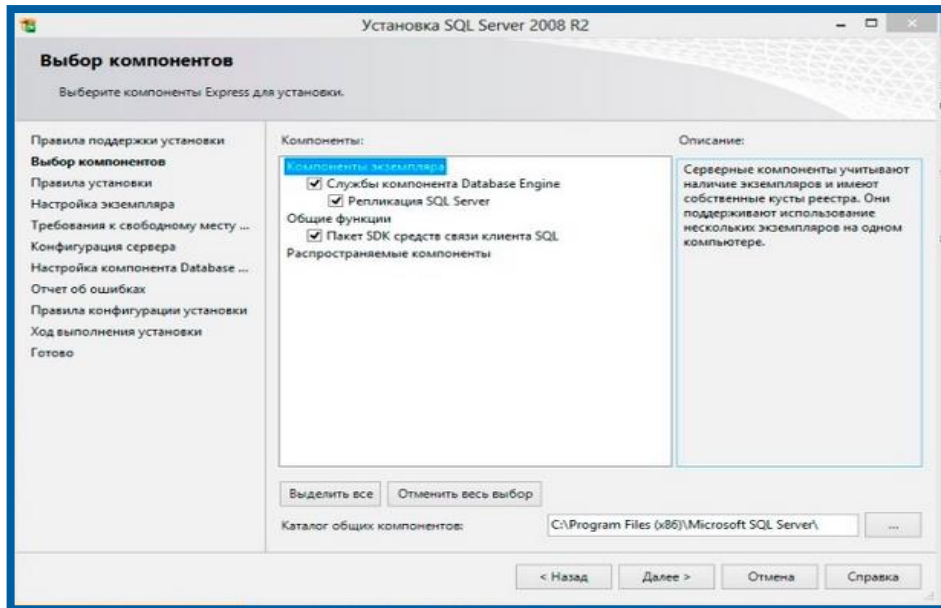 Установка SQL Server 2008 R2
Выбор компонентов
Выберите компоненты Express для установки.
Правила поддержки установки
Выбор компонентов
Правила установки
Настройка экземпляра
Требования к свободному месту ...
Конфигурация сервера
Настройка компонента Database ...
Отчет об ошибках
Правила конфигурации установки
Ход выполнения установки
Готово
Компоненты:
Компоненты экземпляра
Службы компонента Database Engine
Репликация SQL Server
Общие функции
Пакет SDK средств связи клиента SQL
Распространяемые компоненты
Описание:
Серверные компоненты учитывают
наличие экземпляров и имеют
собственные кусты реестра. Они
поддерживают использование
нескольких экземпляров на одном
компьютере.
Выделить все
Отменить весь выбор
Каталог общих компонентов:
C:\Program Files (x86)\Microsoft SQL Server\
...
< Назад
Далее >
Отмена
Справка